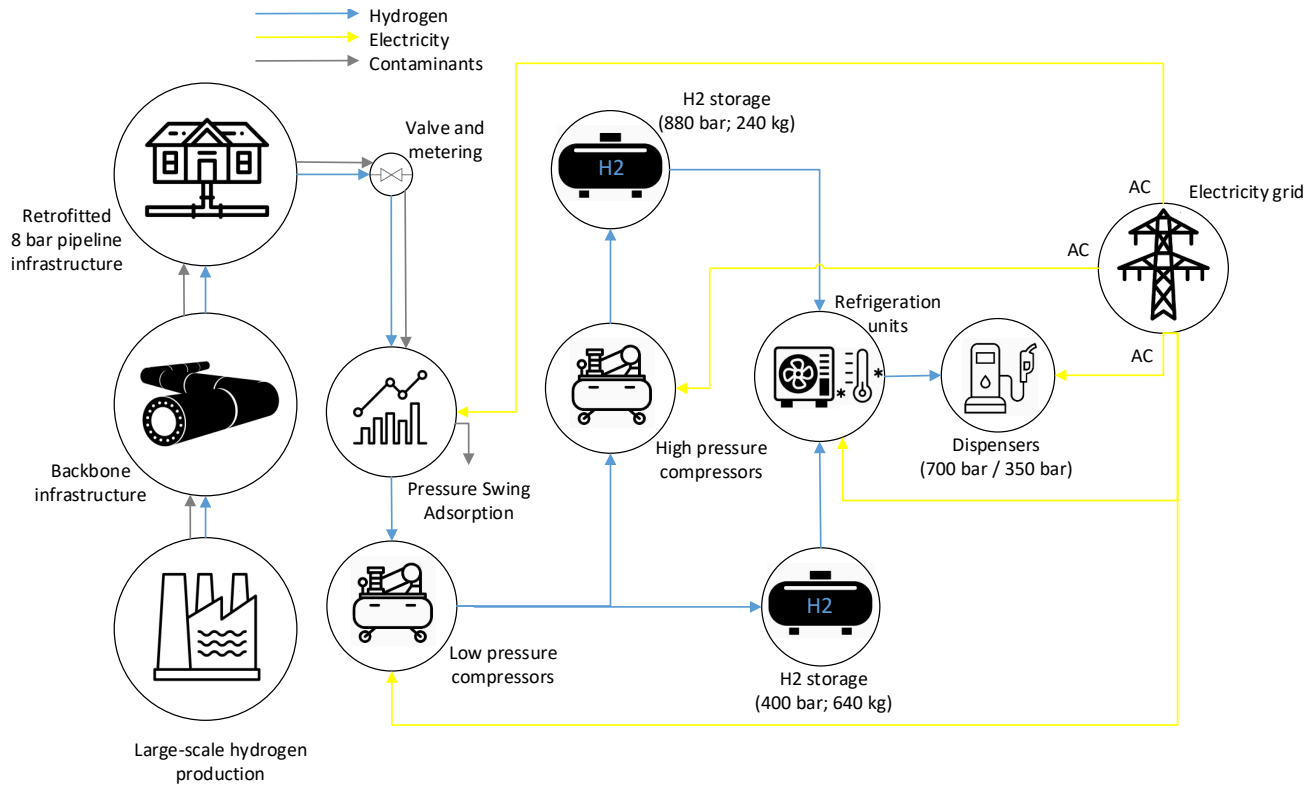 Hydrogen
Electricity
Contaminants
H2 storage
(880 bar; 240 kg)
Valve and
metering
H2
AC
Electricity grid
Retrofitted
8 bar pipeline
infrastructure
AC
Refrigeration
units
AC
High pressure
compressors
Dispensers
(700 bar / 350 bar)
Backbone
infrastructure
Pressure Swing
Adsorption
H2
Low pressure
compressors
H2 storage
(400 bar; 640 kg)
Large-scale hydrogen
production